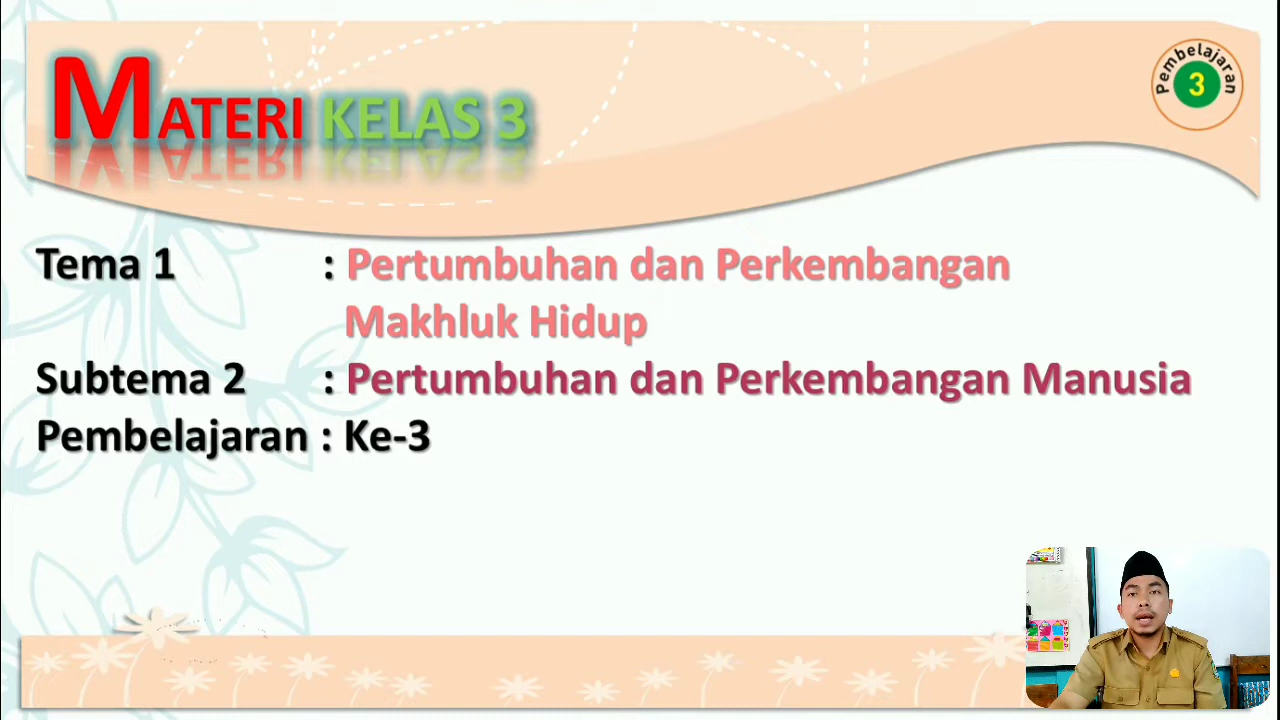 MATERI KELAS 3
Pembelajaran
3
Tema 1 : Pertumbuhan dan Perkembangan
Makhluk Hidup
Subtema 2 : Pertumbuhan dan Perkembangan Manusia
Pembelajaran : Ke-3